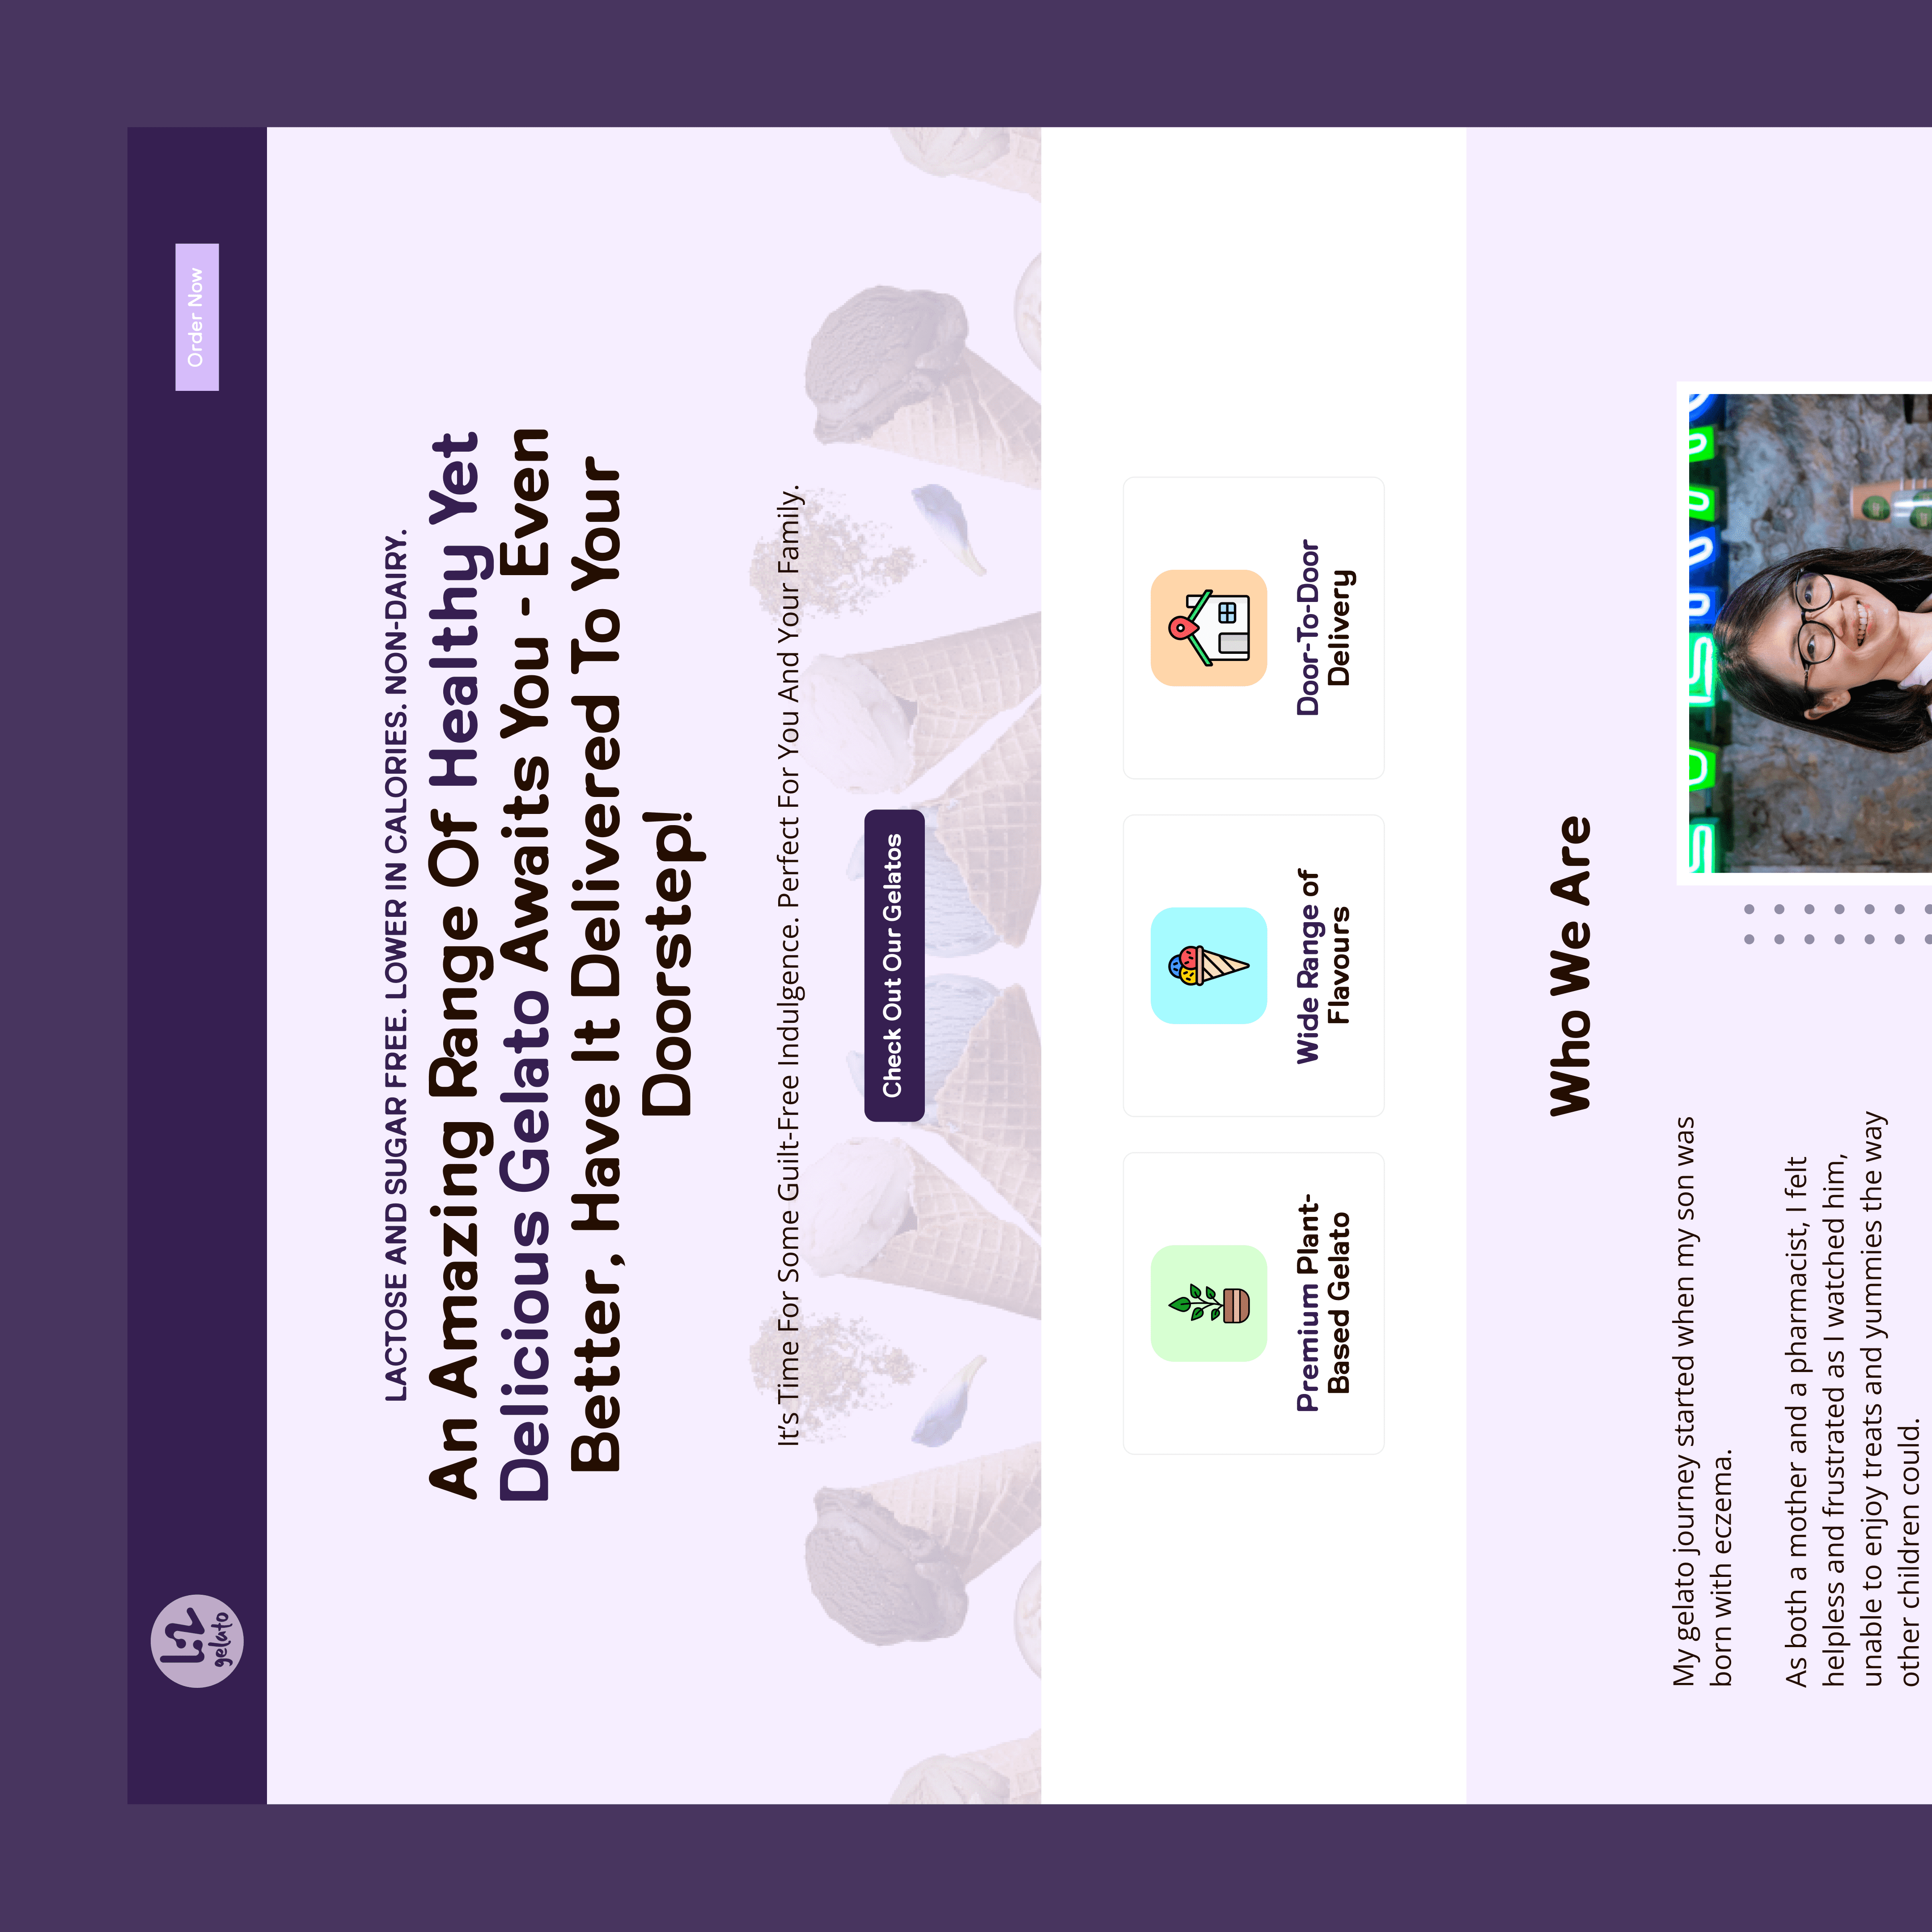 1:2
gelato
Order Now
LACTOSE AND SUGAR FREE. LOWER IN CALORIES. NON-DAIRY.
An Amazing Range Of Healthy Yet
Delicious Gelato Awaits You - Even
Better, Have It Delivered To Your
Doorstep!
It's Time For Some Guilt-Free Indulgence. Perfect For You And Your Family.
Check Out Our Gelatos
Premium Plant-
Based Gelato
Wide Range of
Flavours
Door-To-Door
Delivery
Who We Are
My gelato journey started when my son was
born with eczema.
As both a mother and a pharmacist, I felt
helpless and frustrated as I watched him,
unable to enjoy treats and yummies the way
other children could.